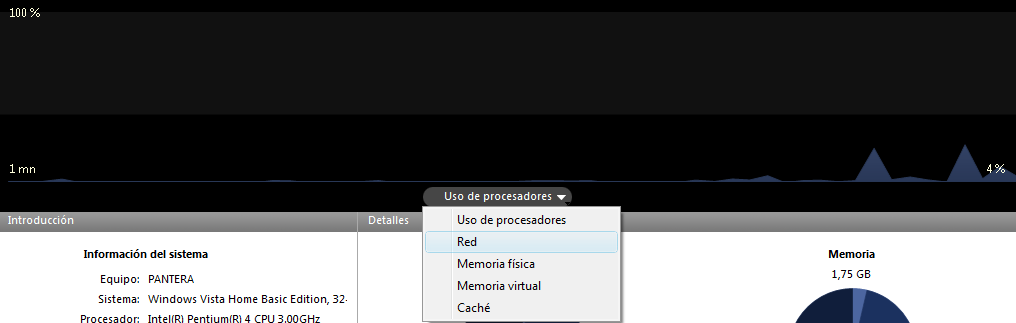 100 %
1 mn
4 %
Uso de procesadores
Introducción
Detalles
Uso de procesadores
Red
Memoria física
Memoria virtual
Caché
Información del sistema
Equipo: PANTERA
Sistema: Windows Vista Home Basic Edition, 32-
Procesador: Intel(R) Pentium(R) 4 CPU 3.00GHz
Memoria
1,75 GB